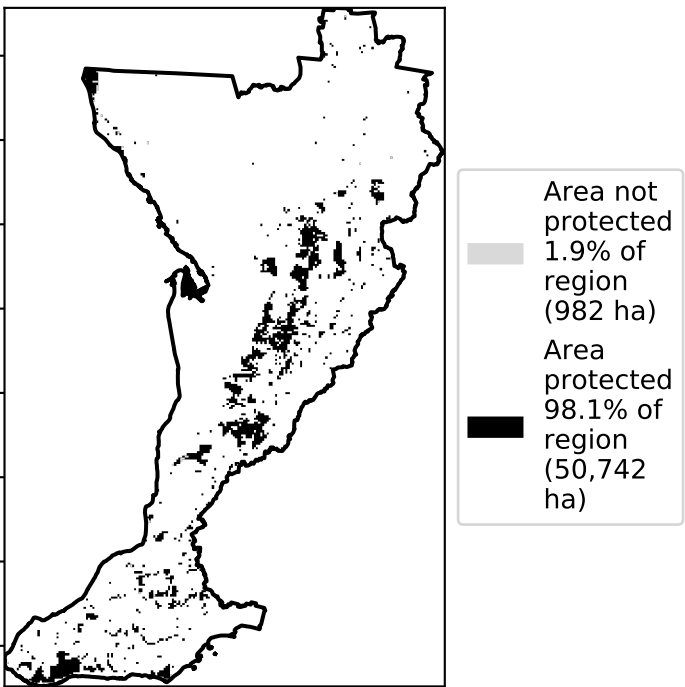 Area not
protected
1.9% of
region
(982 ha)
Area
protected
98.1% of
region
(50,742
ha)